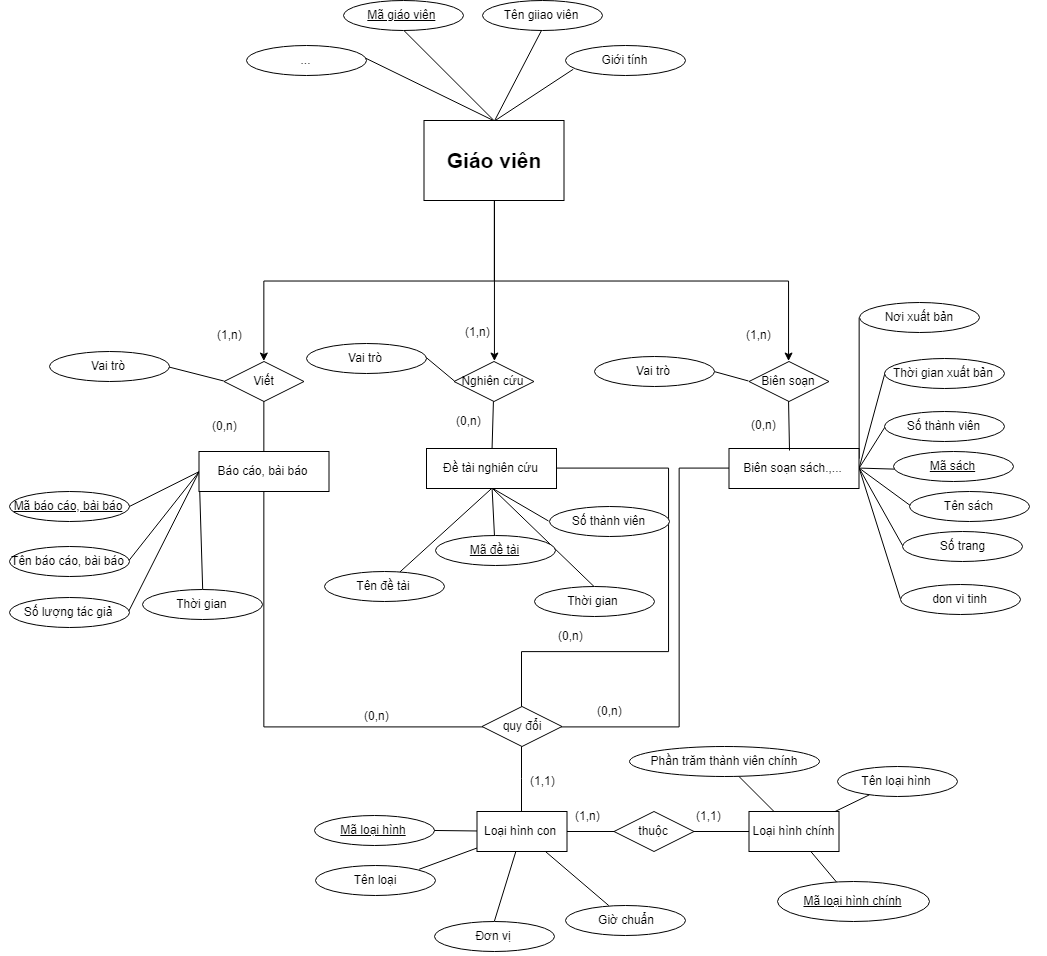 Mã giáo viên
Tên giiao viên
...
Giới tính
Giáo viên
(1,n)
(1,n)
(1,n)
Nơi xuất bản
Vai trò
Vai trò
Vai trò
Viết
Nghiên cứu
Biên soạn
Thời gian xuất bản
(0,n)
(0,n)
(0,n)
Số thành viên
Báo cáo, bài báo
Đề tài nghiên cứu
Biên soạn sách.,...
Mã sách
Mã báo cáo, bài báo
Số thành viên
Tên sách
Tên báo cáo, bài báo
Mã đề tài
Số trang
Số lượng tác giả
Thời gian
Tên đề tài
Thời gian
don vi tinh
(0,n)
(0,n)
(0,n)
quy đổi
(1,1)
Phần trăm thành viên chính
Tên loại hình
Mã loại hình
Loại hình con
(1,n)
thuộc
(1,1)
Loại hình chính
Tên loại
Mã loại hình chính
Đơn vị
Giờ chuẩn